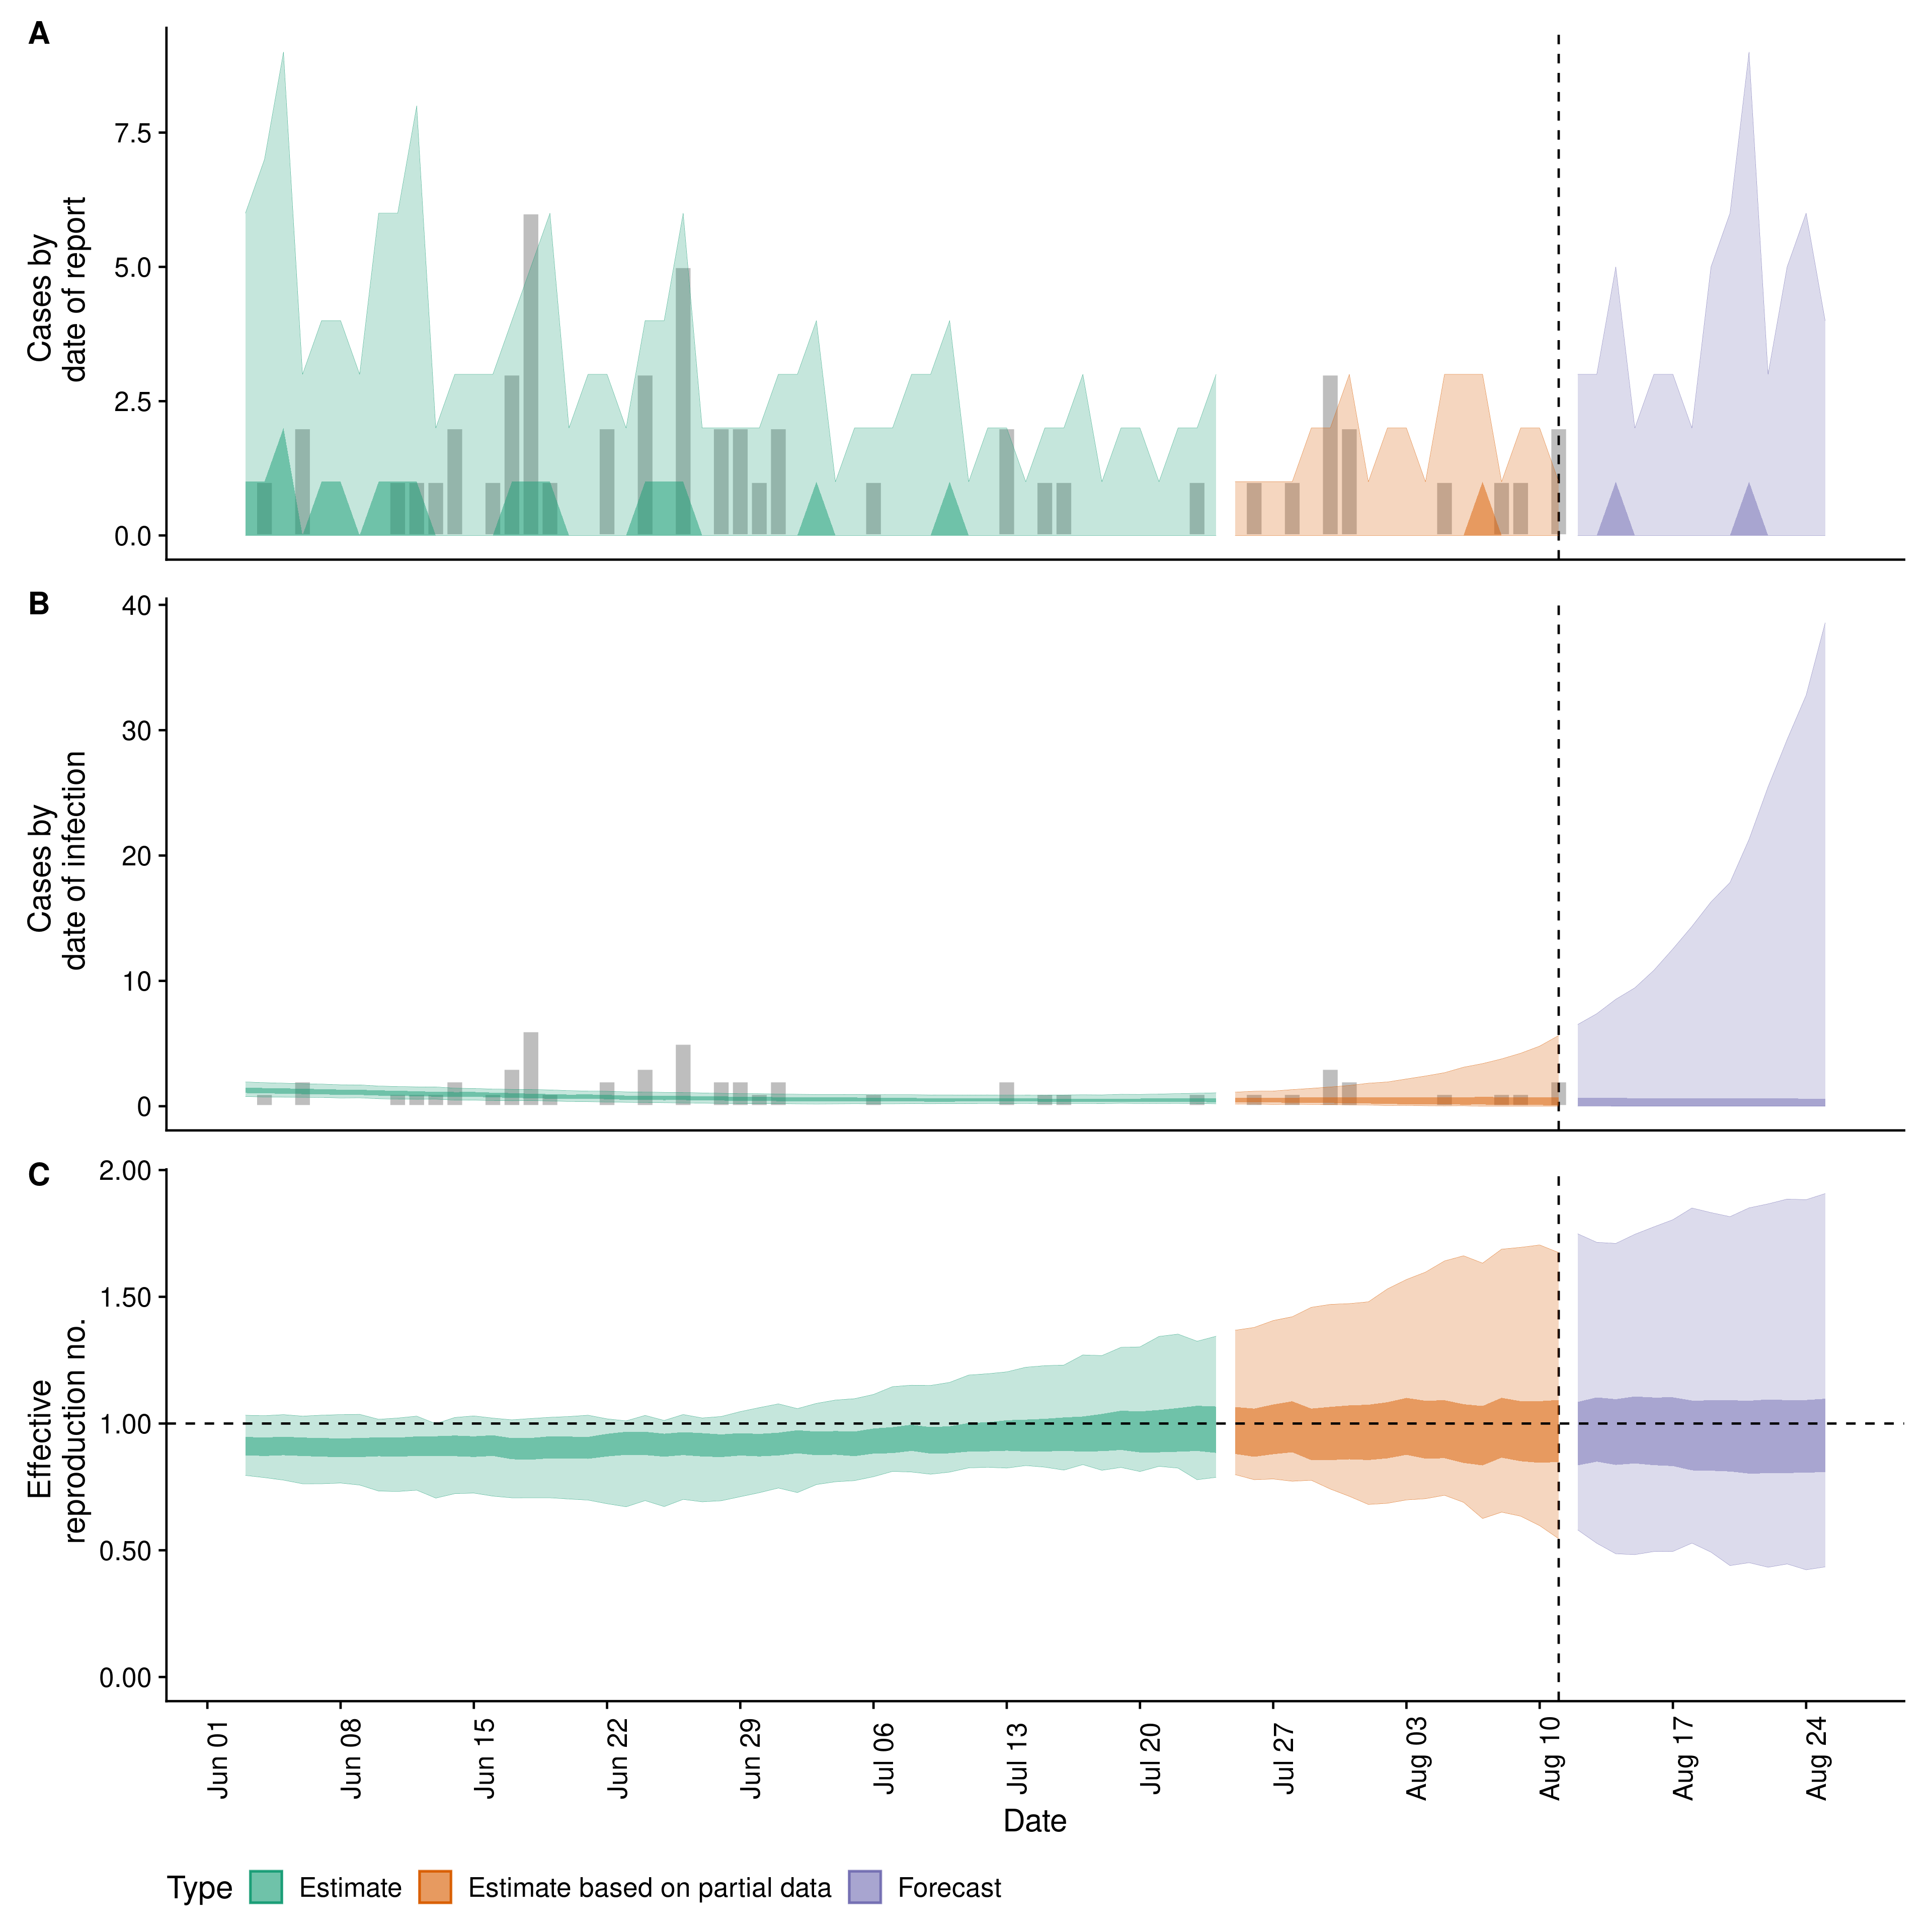 A
Cases by
date of report
7.5
5.0
2.5
0.0
B
Cases by
date of infection
40
30
20
10
0
C
Effective
reproduction no.
2.00
1.50
1.00
0.50
0.00
Jun 01
Jun 08
Jun 15
Jun 22
Jun 29
Jul 06
Jul 13
Jul 20
Jul 27
Aug 03
Aug 10
Aug 17
Aug 24
Date
Type Estimate Estimate based on partial data Forecast